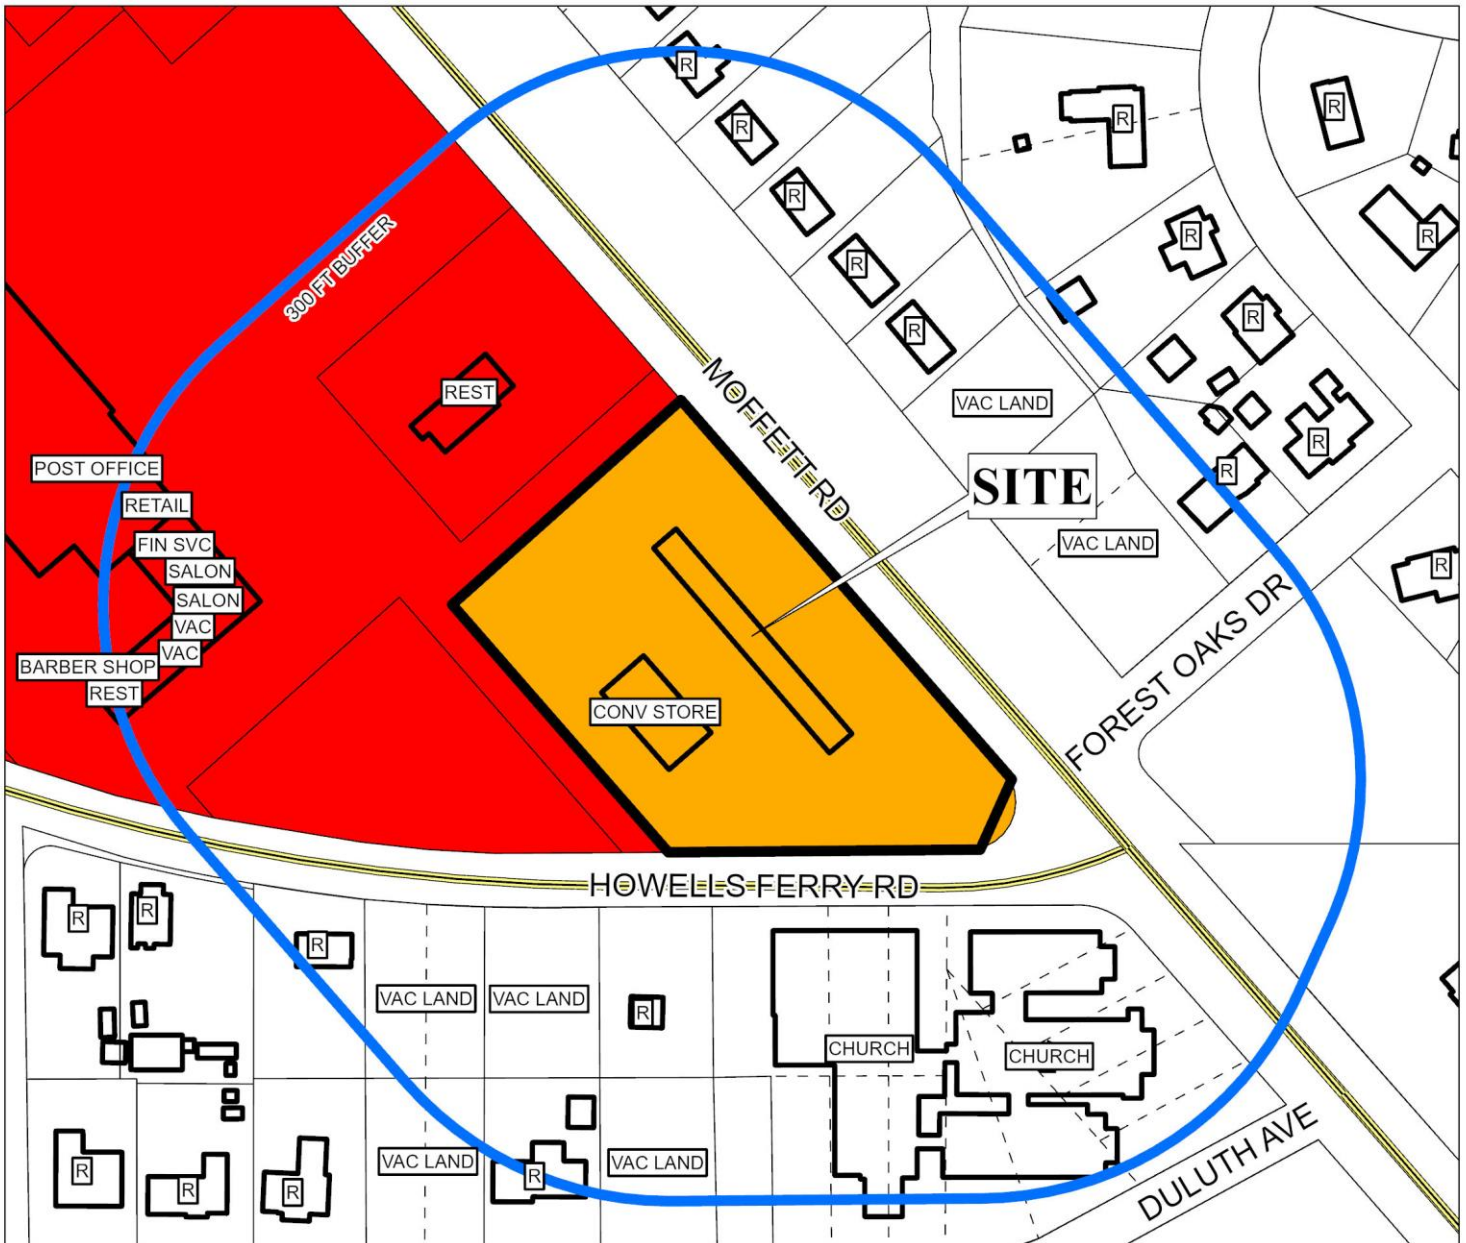 R
R
R
R
R
R
R
300 FT BUFFER
R
R
R
R
REST
MOFFETT RD
VAC LAND
R
POST OFFICE
R
SITE
RETAIL
FIN SVC
VAC LAND
SALON
R
SALON
VAC
VAC
BARBER SHOP
REST
FOREST OAKS DR
CONV STORE
HOWELLS FERRY RD
R
R
R
VAC LAND
VAC LAND
R
CHURCH
CHURCH
R
R
R
VAC LAND
R
VAC LAND
DULUTH AVE